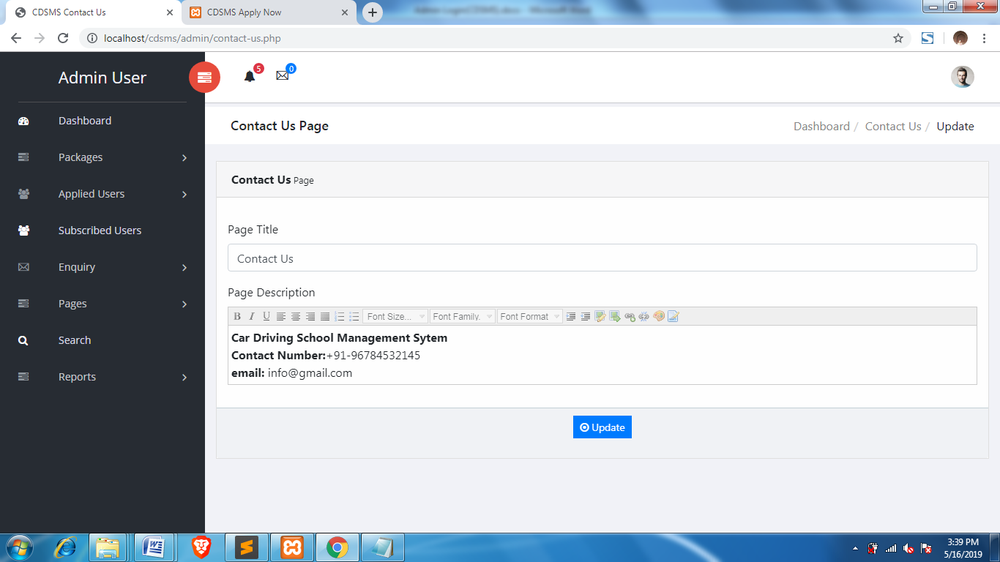 CDSMS Contact Us
CDSMS Apply Now
localhost/cdsms/admin/contact-us.php
Admin User
5
0
Dashboard
Packages
Applied Users
Subscribed Users
Enquiry
Pages
Search
Reports
Contact Us Page
Dashboard / Contact Us / Update
Contact Us Page
Page Title
Contact Us
Page Description
B I U Font Size... Font Family. Font Format
Car Driving School Management Sytem
Contact Number:+91-96784532145
email: info@gmail.com
Update
3:39 PM
5/16/2019